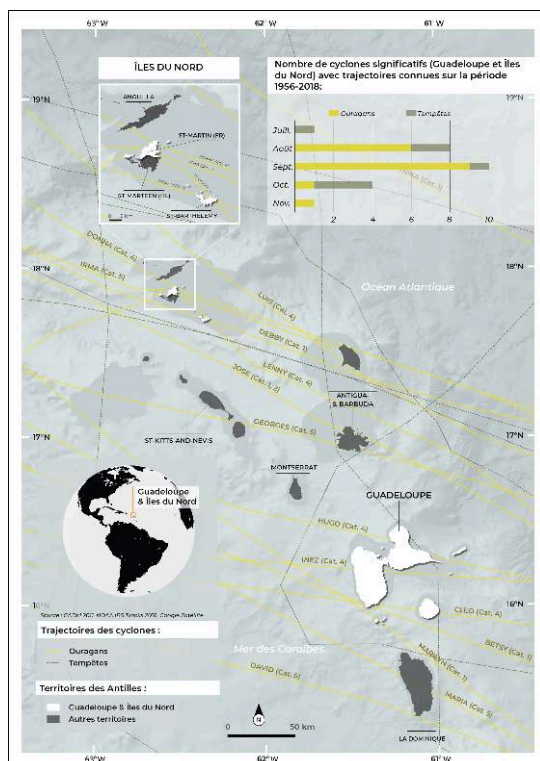 63°W
62°W
61°W
ÎLES DU NORD
Nombre de cyclones significatifs (Guadeloupe et Îles
du Nord) avec trajectoires connues sur la période
1956-2018:
19°N
19°N
Ouragans
Tempêtes
Juil.
Août
Sept.
Oct.
Nov.
2
4
6
8
10
ANGUILLA
ST-MARTIN (FR)
ST-BARTHELEMY
DONNA (Cat. 4)
IRMA (Cat. 5)
18°N
18°N
Océan Atlantique
LUIS (Cat. 4)
DEBBY (Cat. 1)
LENNY (Cat. 4)
JOSE (Cat. 1, 2)
ANTIGUA
& BARBUDA
GEORGES (Cat. 5)
ST-KITTS-AND-NEVIS
17°N
17°N
MONTSERRAT
Guadeloupe
& Îles du Nord
GUADELOUPE
HUGO (Cat. 4)
INEZ (Cat. 4)
CLEO (Cat. 4)
16°N
16°N
BETSY (Cat. 1)
Trajectoires des cyclones :
Ouragans
Tempêtes
Mer des Caraïbes
MARILYN (Cat. 1)
DAVID (Cat. 5)
MARIA (Cat. 5)
Territoires des Antilles :
Guadeloupe & Îles du Nord
Autres territoires
N
0
50 km
LA DOMINIQUE
63°W
62°W
61°W